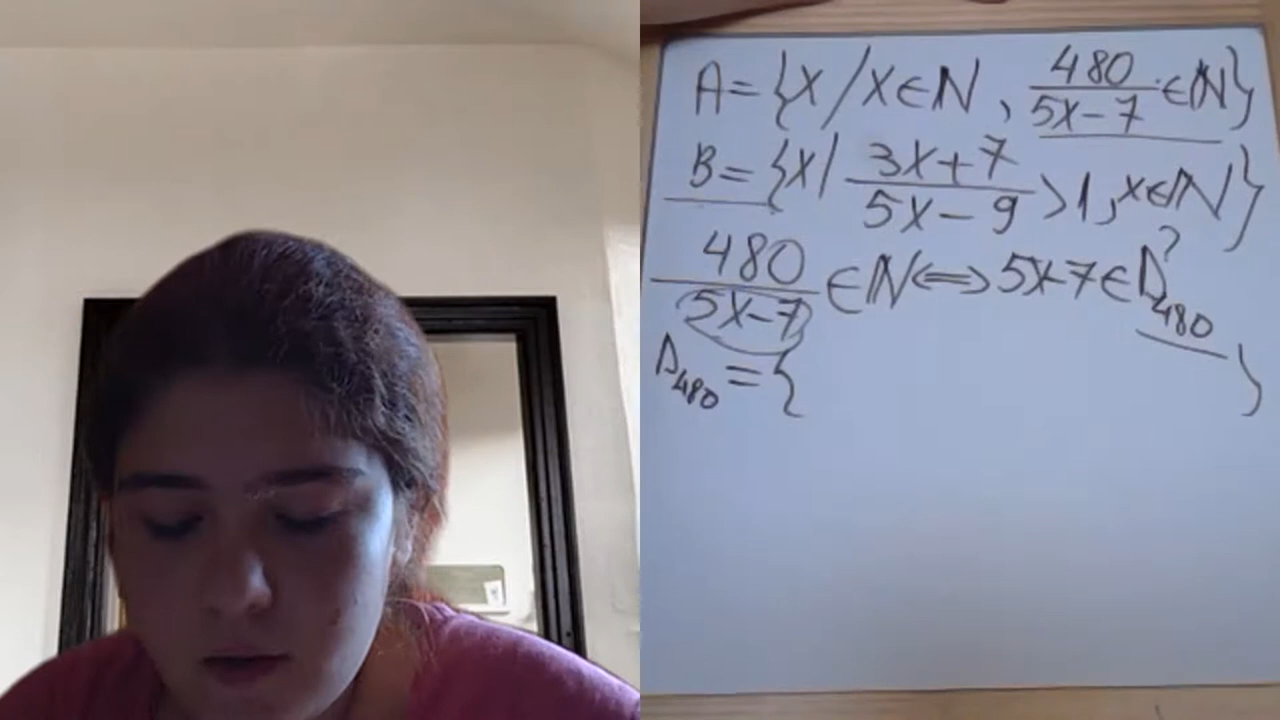 A = {x / x ∈ N, 480/(5x-7) ∈ N}
B = {x | (3x+7)/(5x-9) > 1, x ∈ N}
480/(5x-7) ∈ N ⟺ 5x-7 ∈ D480 ?
D480 = { }